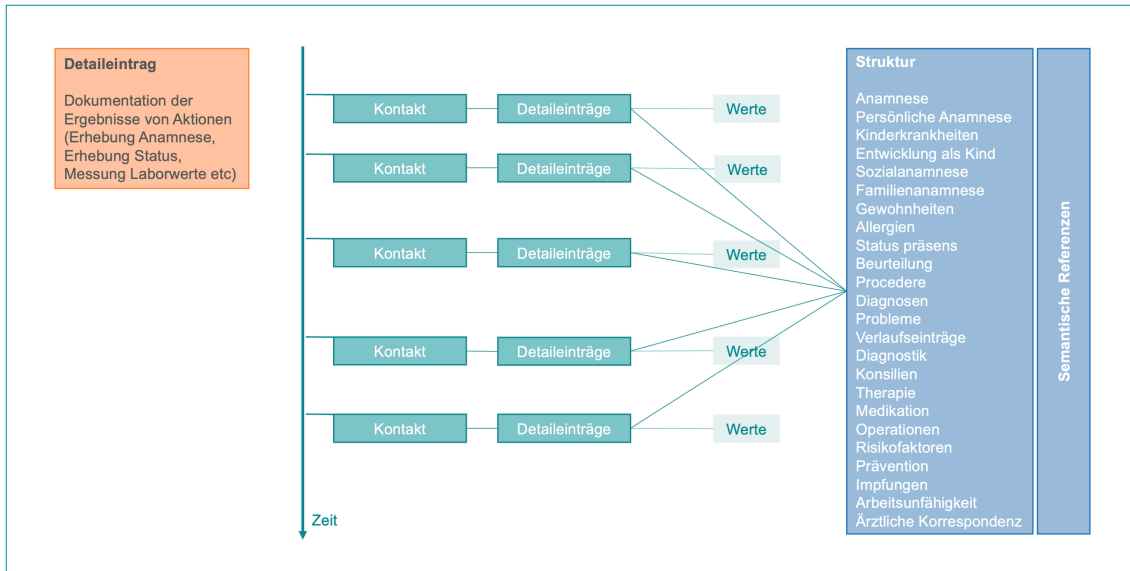 Detaileintrag
Dokumentation der
Ergebnisse von Aktionen
(Erhebung Anamnese,
Erhebung Status,
Messung Laborwerte etc)
Kontakt
Detaileinträge
Werte
Kontakt
Detaileinträge
Werte
Kontakt
Detaileinträge
Werte
Kontakt
Detaileinträge
Werte
Kontakt
Detaileinträge
Werte
Zeit
Struktur
Anamnese
Persönliche Anamnese
Kinderkrankheiten
Entwicklung als Kind
Sozialanamnese
Familienanamnese
Gewohnheiten
Allergien
Status präsens
Beurteilung
Procedere
Diagnosen
Probleme
Verlaufseinträge
Diagnostik
Konsilien
Therapie
Medikation
Operationen
Risikofaktoren
Prävention
Impfungen
Arbeitsunfähigkeit
Ärztliche Korrespondenz
Semantische Referenzen